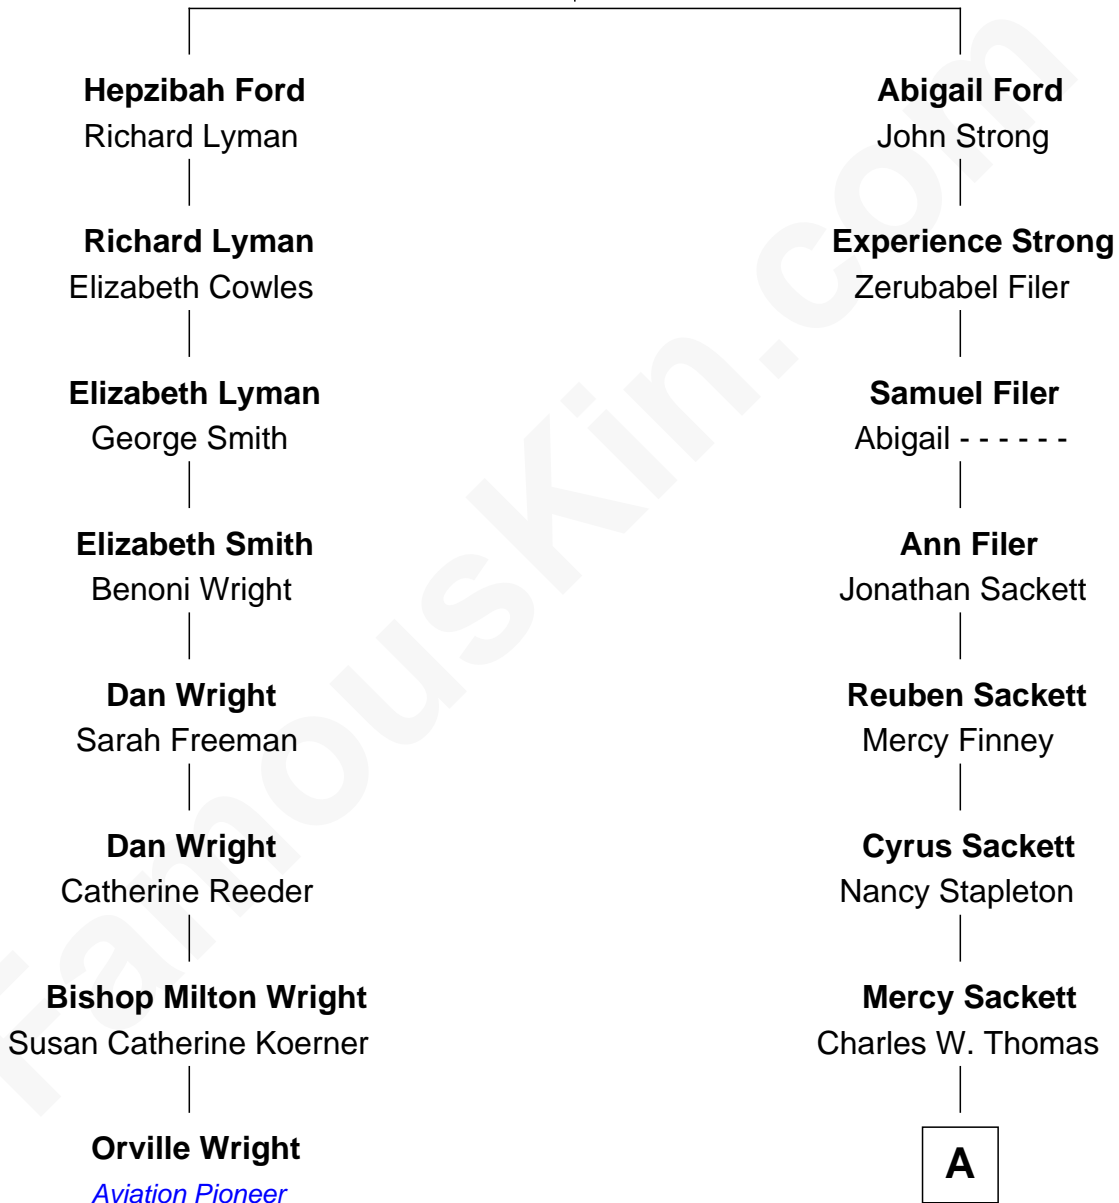 Hepzibah Ford
Richard Lyman
Abigail Ford
John Strong
Richard Lyman
Elizabeth Cowles
Experience Strong
Zerubabel Filer
Elizabeth Lyman
George Smith
Samuel Filer
Abigail - - - - - -
Elizabeth Smith
Benoni Wright
Ann Filer
Jonathan Sackett
Dan Wright
Sarah Freeman
Reuben Sackett
Mercy Finney
Dan Wright
Catherine Reeder
Cyrus Sackett
Nancy Stapleton
Bishop Milton Wright
Susan Catherine Koerner
Mercy Sackett
Charles W. Thomas
Orville Wright
Aviation Pioneer
A
FamousKin.com